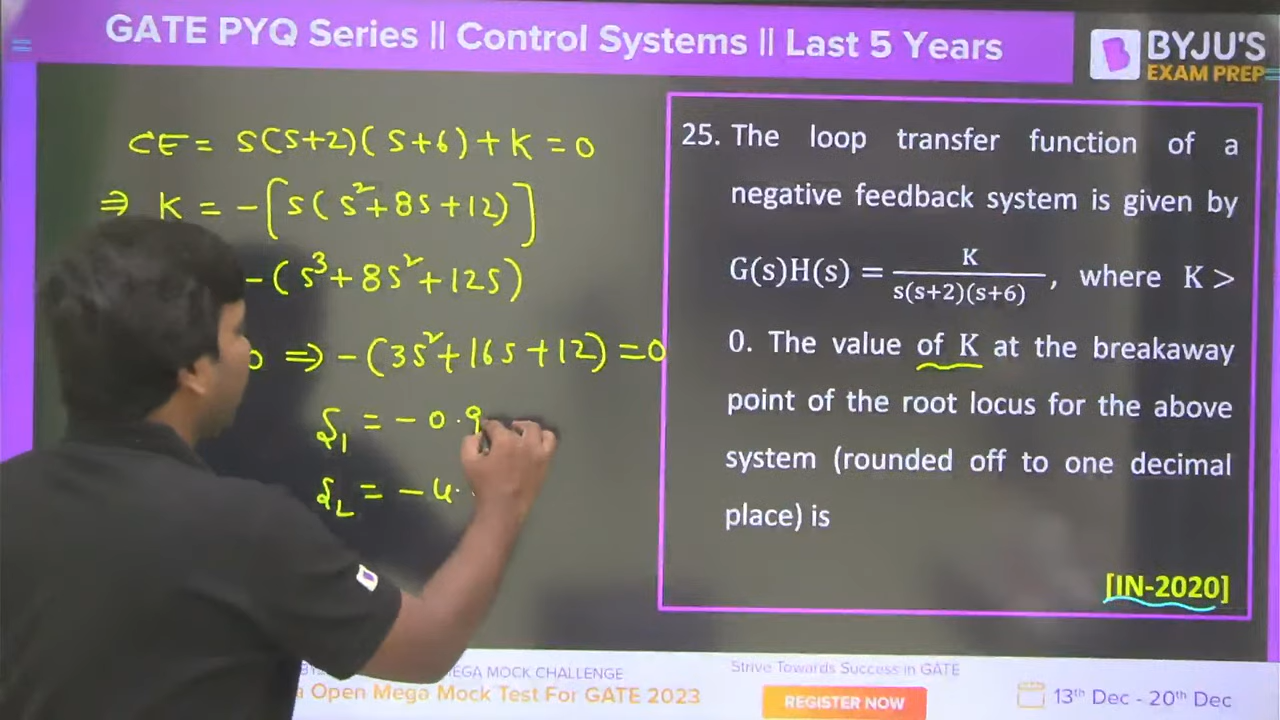 GATE PYQ Series || Control Systems || Last 5 Years
BYJU'S
EXAM PREP
CE = s(s+2)(s+6)+K=0
⇒ K = -[s(s²+8s+12)]
-(s³+8s²+12s)
0 ⇒ -(3s²+16s+12)=0
s₁ = -0.9
s₂ = -4.
25. The loop transfer function of a
negative feedback system is given by
G(s)H(s) = K/s(s+2)(s+6), where K >
0. The value of K at the breakaway
point of the root locus for the above
system (rounded off to one decimal
place) is
[IN-2020]
MEGA MOCK CHALLENGE
Open Mega Mock Test For GATE 2023
Strive Towards Success in GATE
REGISTER NOW
13th Dec - 20th Dec